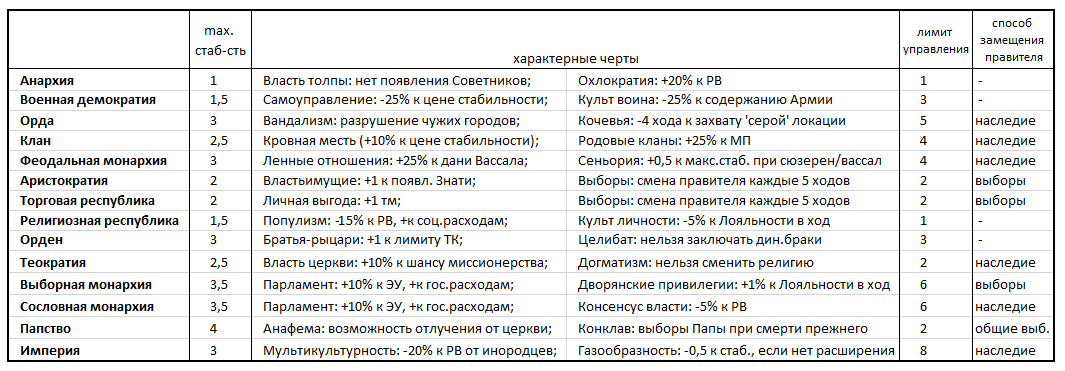 max. стаб-сть | характерные черты | лимит управления | способ замещения правителя
Анархия | 1 | Власть толпы: нет появления Советников; | Охлократия: +20% к РВ | 1 | -
Военная демократия | 1,5 | Самоуправление: -25% к цене стабильности; | Культ воина: -25% к содержанию Армии | 3 | -
Орда | 3 | Вандализм: разрушение чужих городов; | Кочевья: -4 хода к захвату 'серой' локации | 5 | наследие
Клан | 2,5 | Кровная месть (+10% к цене стабильности); | Родовые кланы: +25% к МП | 4 | наследие
Феодальная монархия | 3 | Ленные отношения: +25% к дани Вассала; | Сеньория: +0,5 к макс.стаб. при сюзерен/вассал | 4 | наследие
Аристократия | 2 | Властьимущие: +1 к появл. Знати; | Выборы: смена правителя каждые 5 ходов | 2 | выборы
Торговая республика | 2 | Личная выгода: +1 тм; | Выборы: смена правителя каждые 5 ходов | 2 | выборы
Религиозная республика | 1,5 | Популизм: -15% к РВ, +к соц.расходам; | Культ личности: -5% к Лояльности в ход | 1 | -
Орден | 3 | Братья-рыцари: +1 к лимиту ТК; | Целибат: нельзя заключать дин.браки | 3 | -
Теократия | 2,5 | Власть церкви: +10% к шансу миссионерства; | Догматизм: нельзя сменить религию | 2 | наследие
Выборная монархия | 3,5 | Парламент: +10% к ЭУ, +к гос.расходам; | Дворянские привилегии: +1% к Лояльности в ход | 6 | выборы
Сословная монархия | 3,5 | Парламент: +10% к ЭУ, +к гос.расходам; | Консенсус власти: -5% к РВ | 6 | наследие
Папство | 4 | Анафема: возможность отлучения от церкви; | Конклав: выборы Папы при смерти прежнего | 2 | общие выб.
Империя | 3 | Мультикультурность: -20% к РВ от инородцев; | Газообразность: -0,5 к стаб., если нет расширения | 8 | наследие